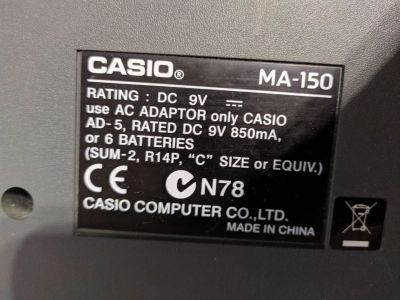 CASIO® MA-150
RATING : DC 9V ⎓
use AC ADAPTOR only CASIO
AD-5, RATED DC 9V 850mA,
or 6 BATTERIES
(SUM-2, R14P, "C" SIZE or EQUIV.)
CE N78
CASIO COMPUTER CO.,LTD.
MADE IN CHINA